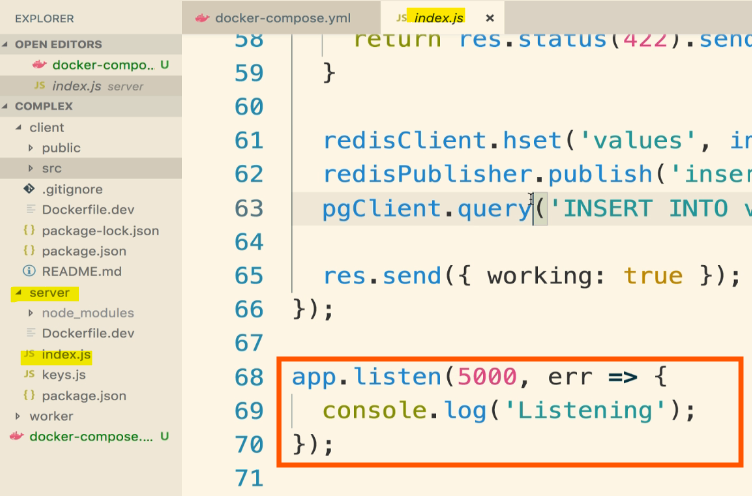 EXPLORER
OPEN EDITORS
docker-compo... U
JS index.js server
COMPLEX
client
public
src
.gitignore
Dockerfile.dev
{} package-lock.json
{} package.json
README.md
server
node_modules
Dockerfile.dev
JS index.js
JS keys.js
{} package.json
worker
docker-compose.... U
docker-compose.yml JS index.js ×
58 return res.status(422).send
59 }
60
61 redisClient.hset('values', in
62 redisPublisher.publish('inser
63 pgClient.query('INSERT INTO v
64
65 res.send({ working: true });
66 });
67
68 app.listen(5000, err => {
69 console.log('Listening');
70 });
71